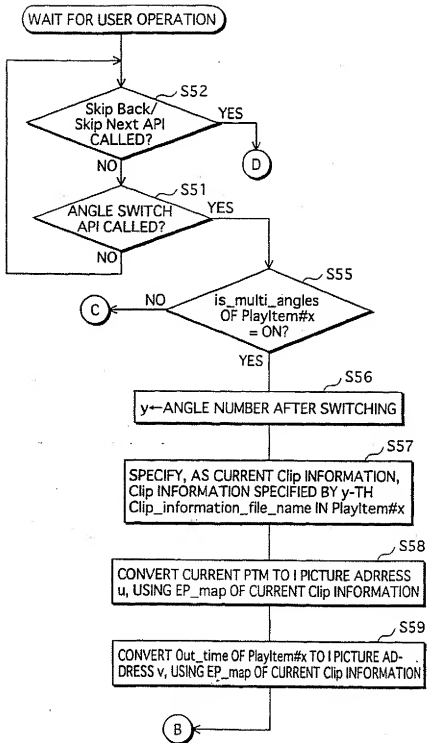 WAIT FOR USER OPERATION
S52
Skip Back/
Skip Next API
CALLED?
YES
D
NO
S51
ANGLE SWITCH
API CALLED?
YES
NO
S55
is_multi_angles
OF PlayItem#x
= ON?
NO
C
YES
S56
y←ANGLE NUMBER AFTER SWITCHING
S57
SPECIFY, AS CURRENT Clip INFORMATION,
Clip INFORMATION SPECIFIED BY y-TH
Clip_information_file_name IN PlayItem#x
S58
CONVERT CURRENT PTM TO I PICTURE ADRRESS
u, USING EP_map OF CURRENT Clip INFORMATION
S59
CONVERT Out_time OF PlayItem#x TO I PICTURE AD-
DRESS v, USING EP_map OF CURRENT Clip INFORMATION
B